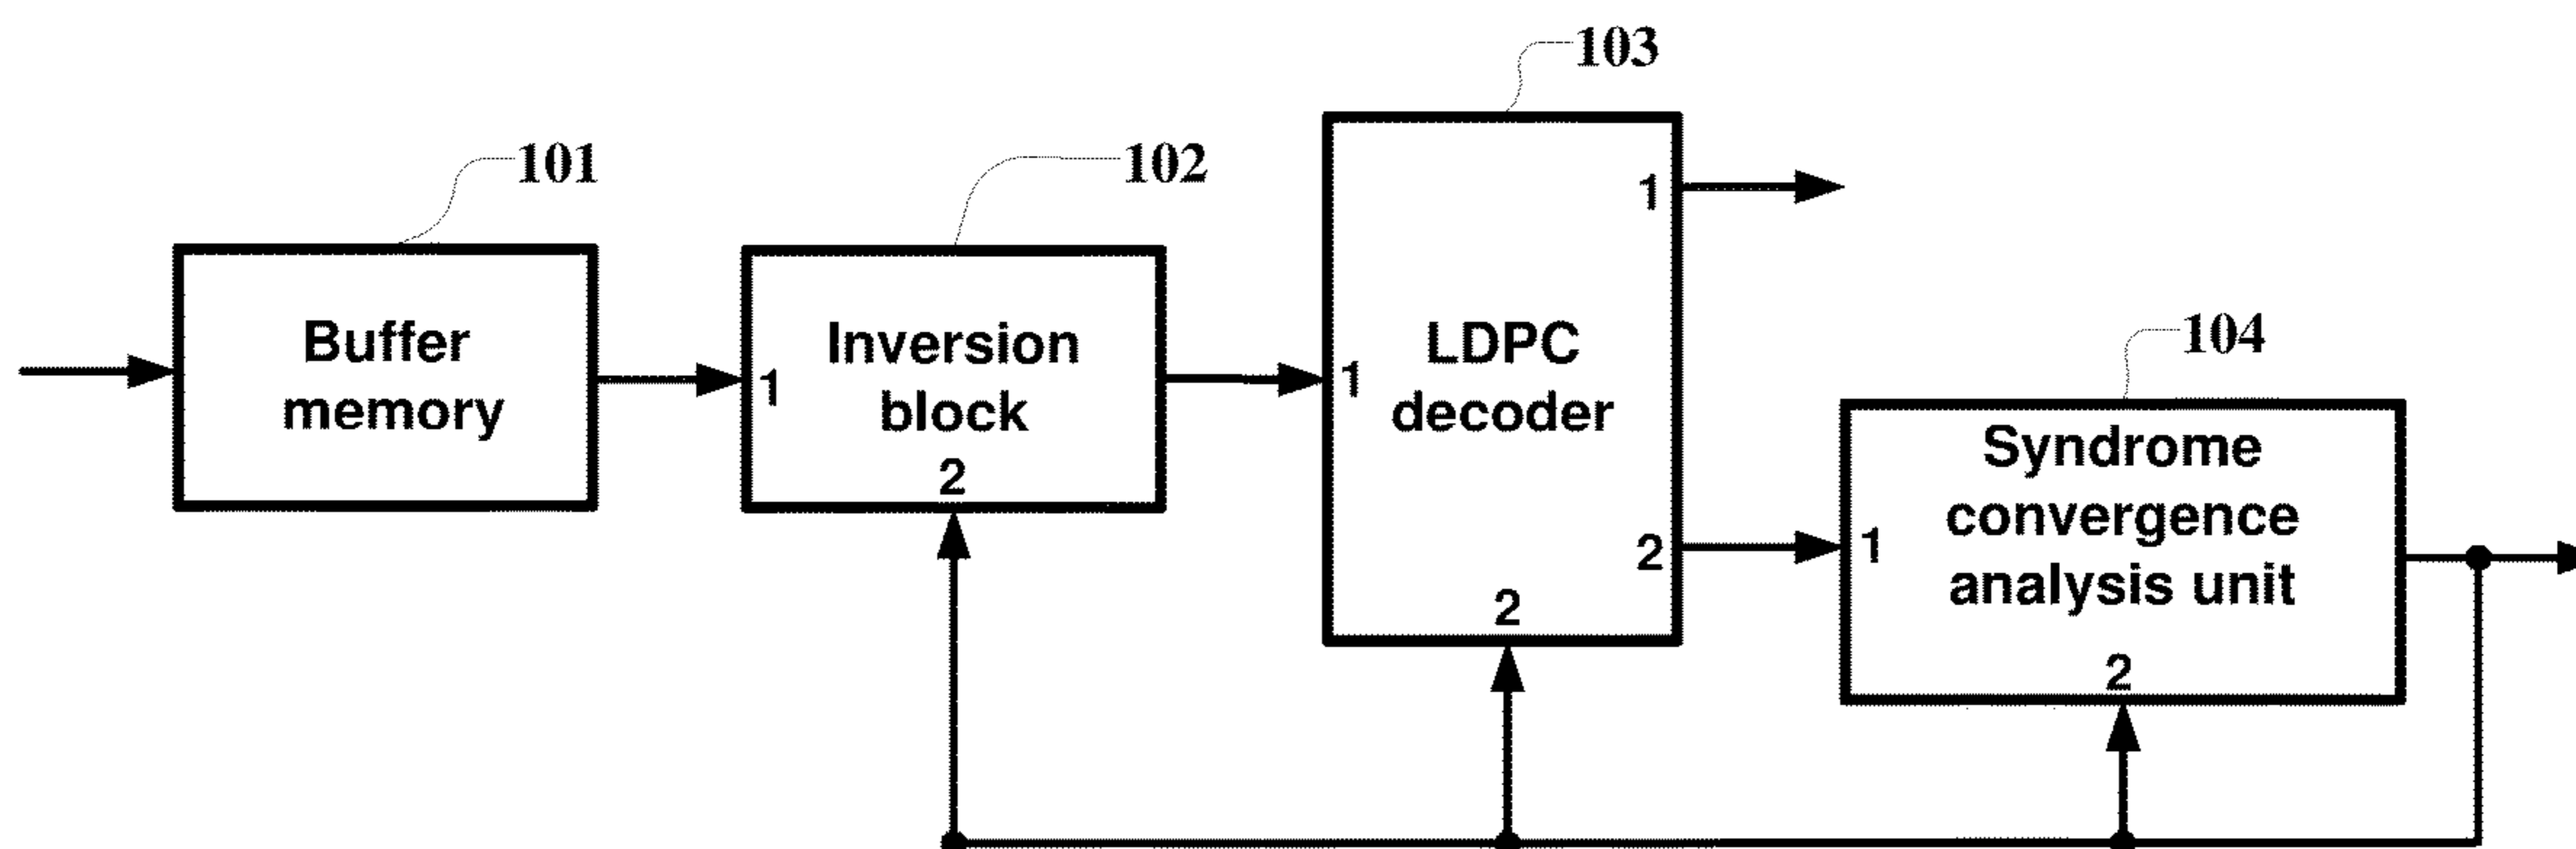 103
101
102
1
104
Buffer
memory
1
Inversion
block
2
1
LDPC
decoder
2
2
1
Syndrome
convergence
analysis unit
2